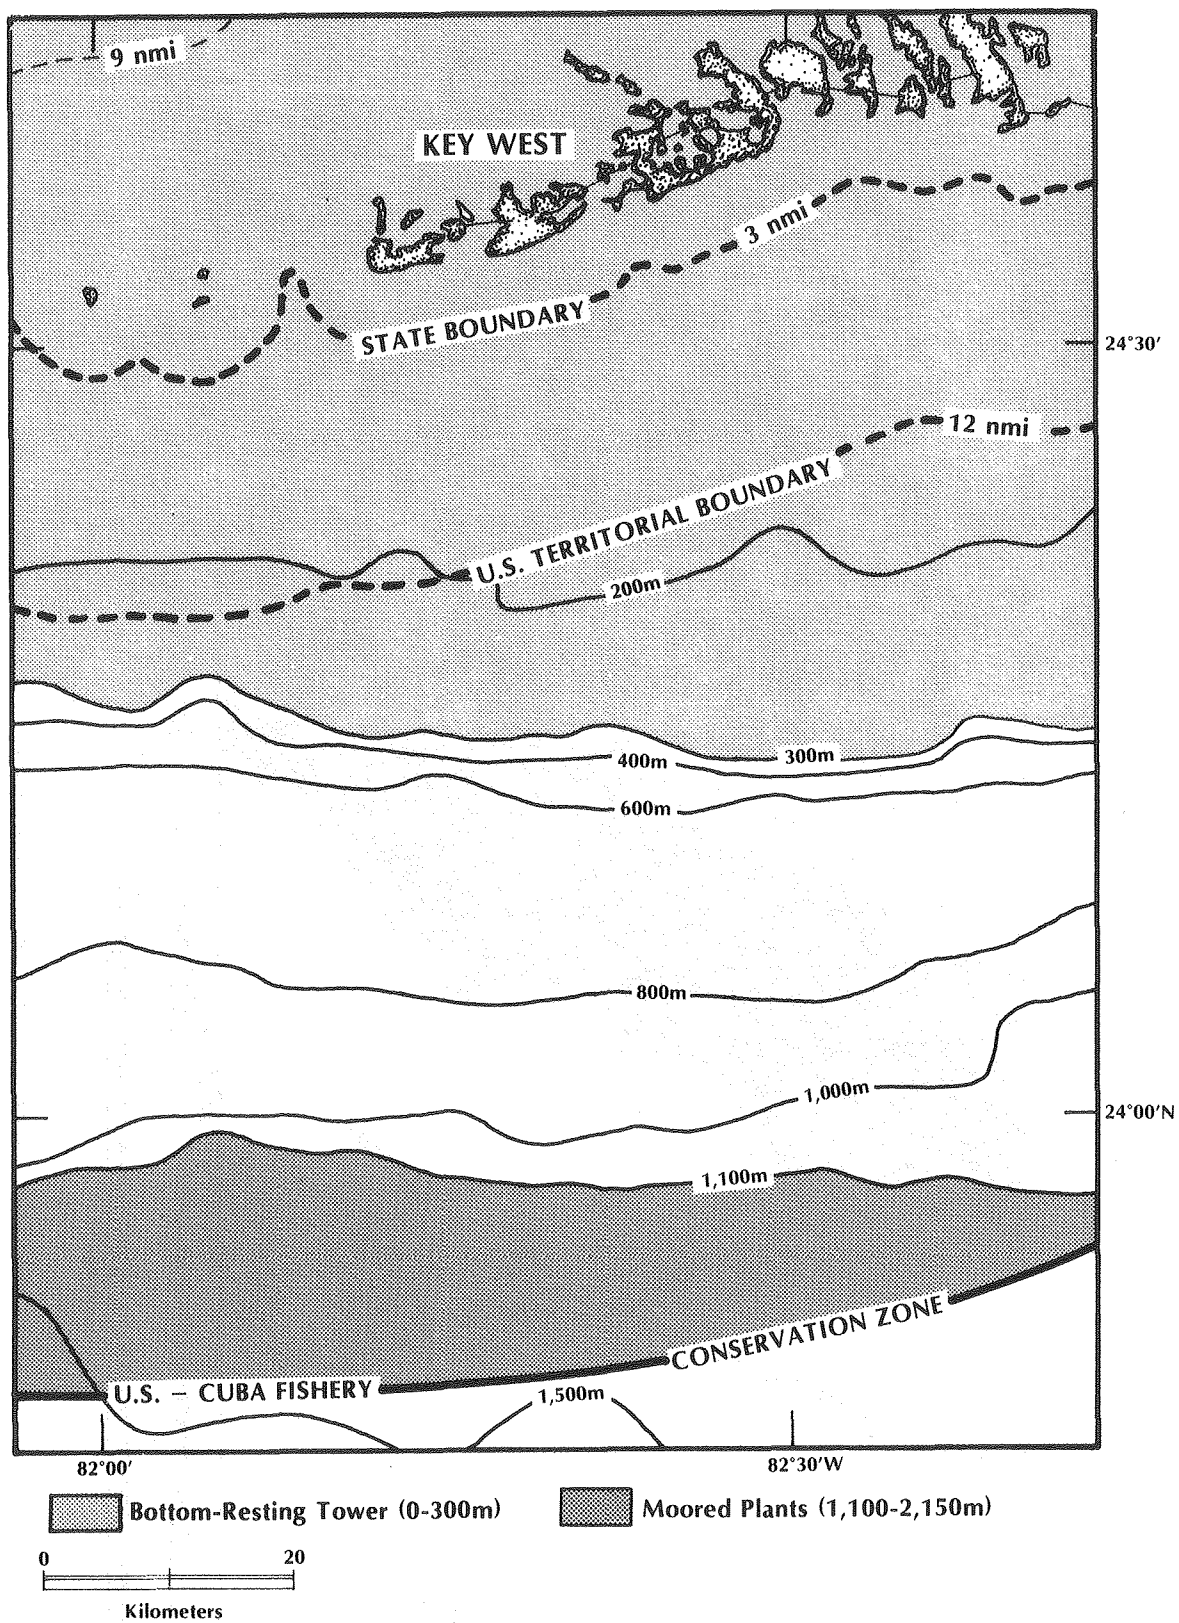 9 nmi
KEY WEST
3 nmi
STATE BOUNDARY
24°30′
12 nmi
U.S. TERRITORIAL BOUNDARY
200m
300m
400m
600m
800m
1,000m
24°00′N
1,100m
CONSERVATION ZONE
U.S. – CUBA FISHERY
1,500m
82°00′
82°30′W
Bottom-Resting Tower (0-300m)
Moored Plants (1,100-2,150m)
0
20
Kilometers